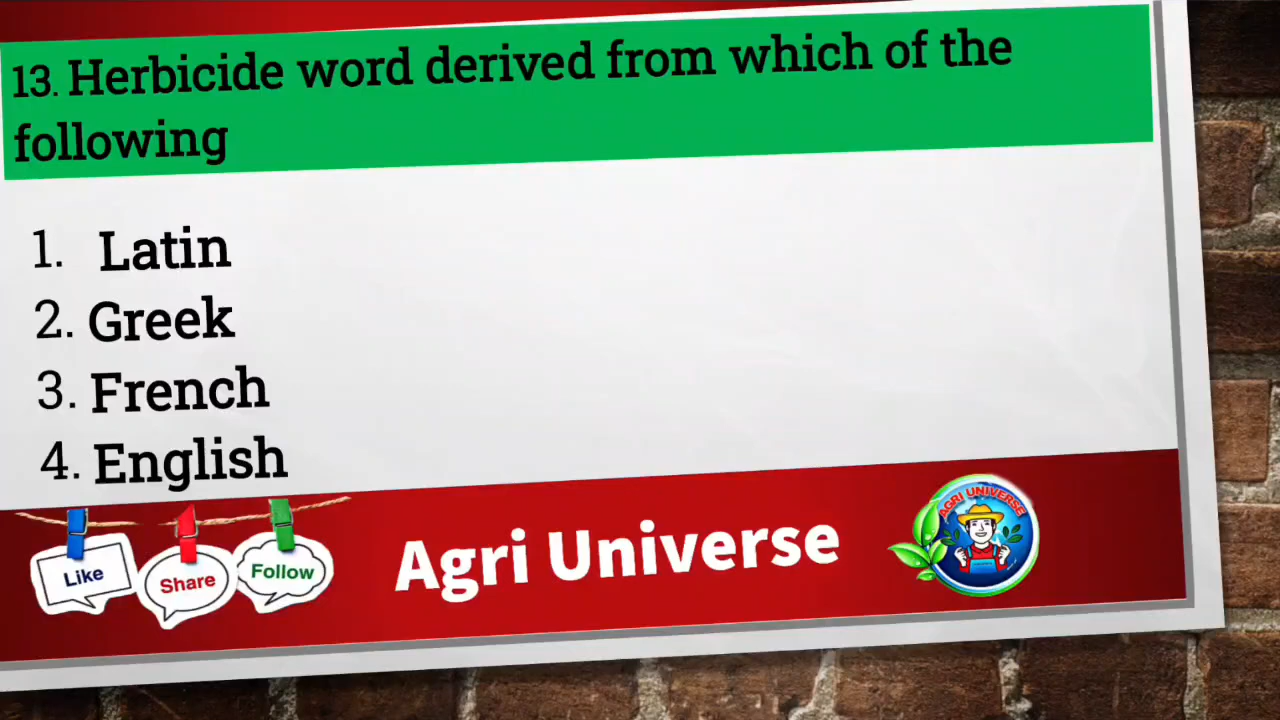 13. Herbicide word derived from which of the
following
1. Latin
2. Greek
3. French
4. English
Like
Share
Follow
Agri Universe
AGRI UNIVERSE